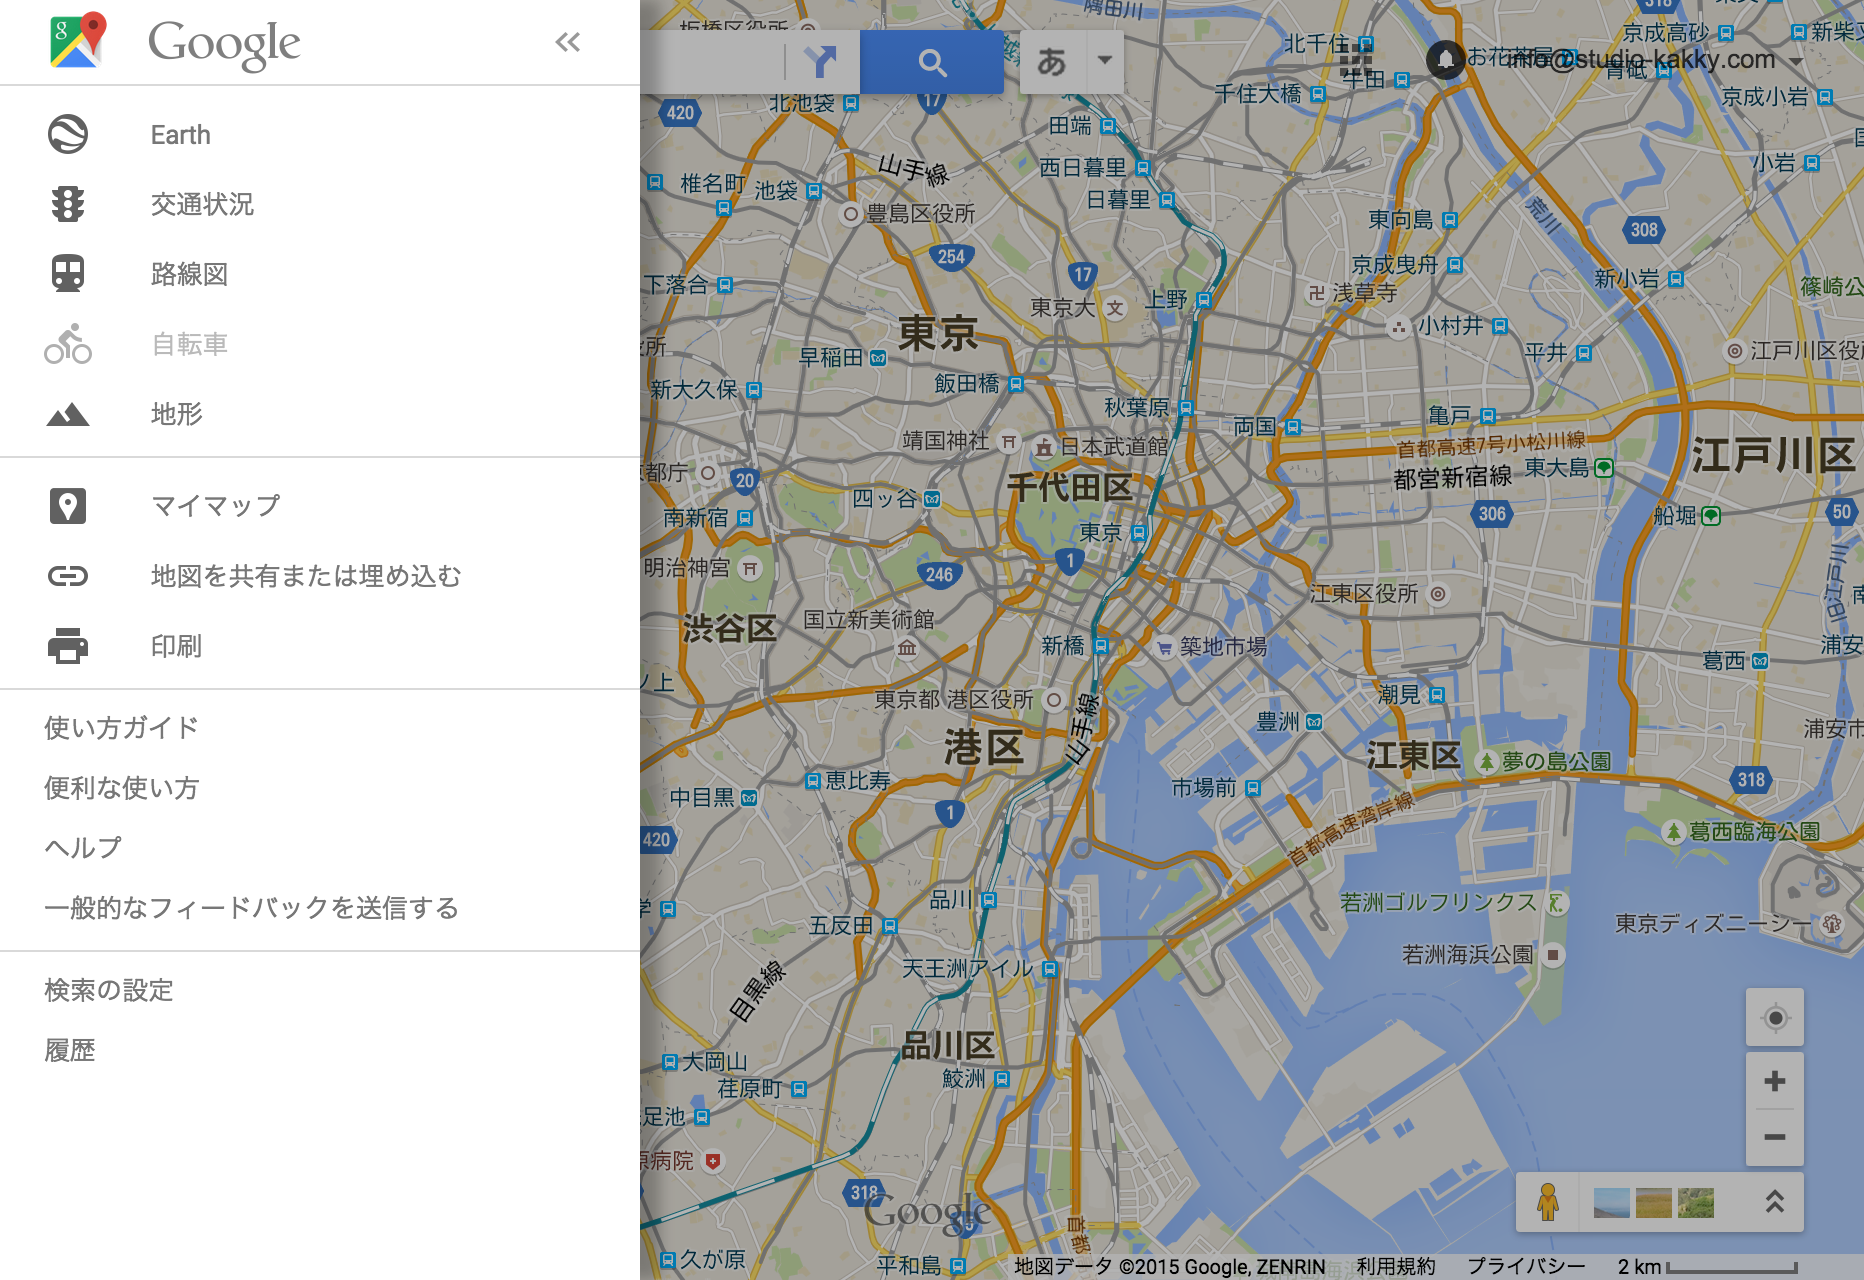 Google
Earth
交通状況
路線図
自転車
地形
マイマップ
地図を共有または埋め込む
印刷
使い方ガイド
便利な使い方
ヘルプ
一般的なフィードバックを送信する
検索の設定
履歴
あ
info@studio-kakky.com
板橋区役所
隅田川
318
京成高砂
新柴又
北千住
お花茶屋
青砥
牛田
千住大橋
京成小岩
420
北池袋
17
田端
山手線
西日暮里
小岩
椎名町
池袋
日暮里
豊島区役所
東向島
荒川
308
254
17
京成曳舟
新小岩
下落合
上野
浅草寺
篠崎公
東京大
東京
小村井
早稲田
平井
江戸川区役所
新大久保
飯田橋
秋葉原
両国
亀戸
靖国神社
日本武道館
首都高速7号小松川線
江戸川区
都営新宿線
東大島
都庁
20
千代田区
四ッ谷
306
50
南新宿
船堀
東京
明治神宮
1
246
旧江戸川
江東区役所
国立新美術館
渋谷区
新橋
築地市場
葛西
浦安
ノ上
東京都 港区役所
潮見
山手線
豊洲
浦安市
港区
江東区
夢の島公園
恵比寿
市場前
318
中目黒
1
首都高速湾岸線
葛西臨海公園
420
品川
若洲ゴルフリンクス
五反田
東京ディズニーシー
天王洲アイル
若洲海浜公園
目黒線
品川区
大岡山
鮫洲
荏原町
足池
原病院
318
Google
15
首都
久が原
平和島
地図データ ©2015 Google, ZENRIN
利用規約
プライバシー
2 km